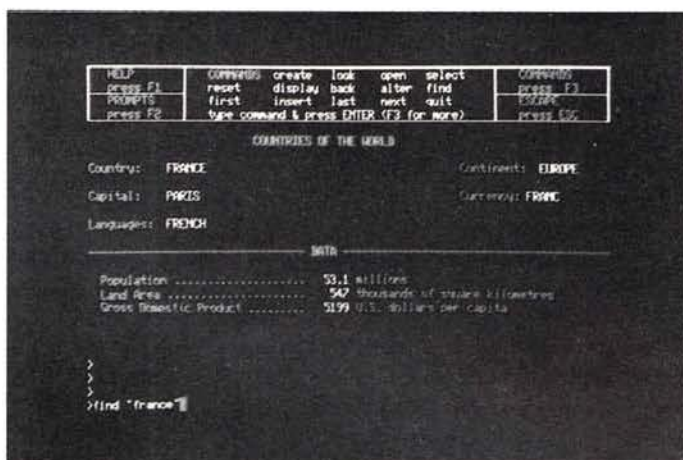 HELP press F1 COMMANDS create look open select COMMANDS press F3
reset display back alter find
PROMPTS press F2 first insert last next quit ESCAPE press ESC
type command & press ENTER (F3 for more)
COUNTRIES OF THE WORLD
Country: FRANCE Continent: EUROPE
Capital: PARIS Currency: FRANC
Languages: FRENCH
DATA
Population .................... 53.1 millions
Land Area ..................... 547 thousands of square kilometres
Gross Domestic Product ......... 5199 U.S. dollars per capita
>
>
>
>find "france"